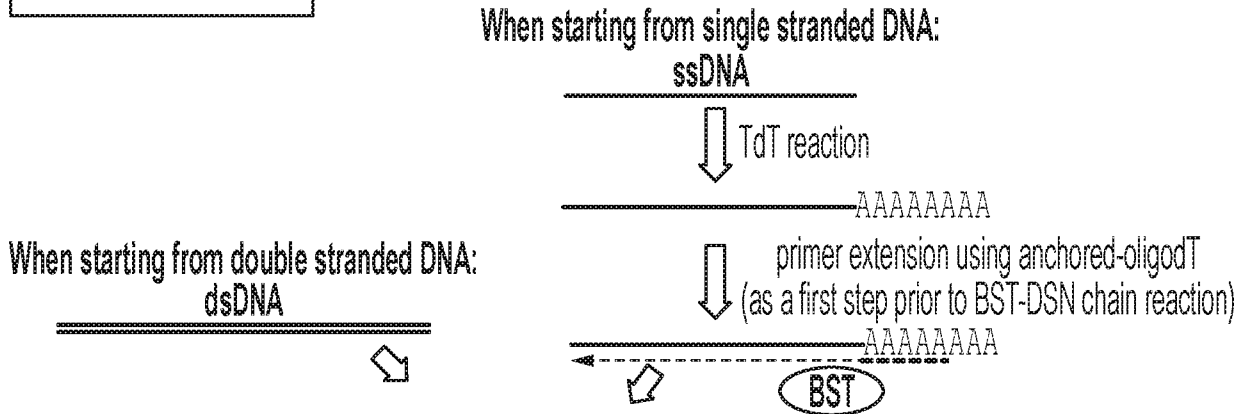 When starting from single stranded DNA:
ssDNA
TdT reaction
AAAAAAAA
primer extension using anchored-oligodT
(as a first step prior to BST-DSN chain reaction)
When starting from double stranded DNA:
dsDNA
AAAAAAAA
BST